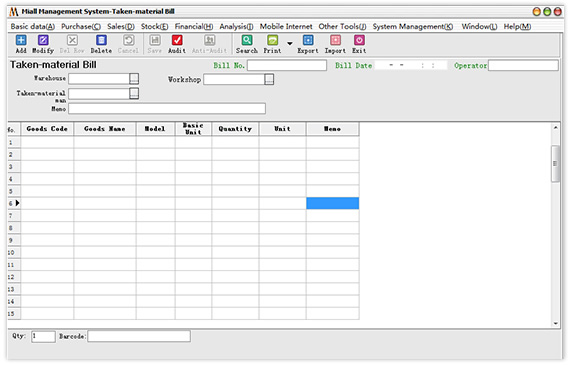 Miall Management System-Taken-material Bill
Basic data(A) Purchase(C) Sales(D) Stock(E) Financial(H) Analysis(I) Mobile Internet Other Tools(J) System Management(K) Window(L) Help(M)
Add Modify Del Row Delete Cancel Save Audit Anti-Audit Search Print Export Import Exit
Taken-material Bill Bill No. Bill Date - - : : Operator
Warehouse ... Workshop ...
Taken-material man ...
Memo
No. Goods Code Goods Name Model Basic Unit Quantity Unit Memo
1
2
3
4
5
6
7
8
9
10
11
12
13
14
15
Qty: 1 Barcode: